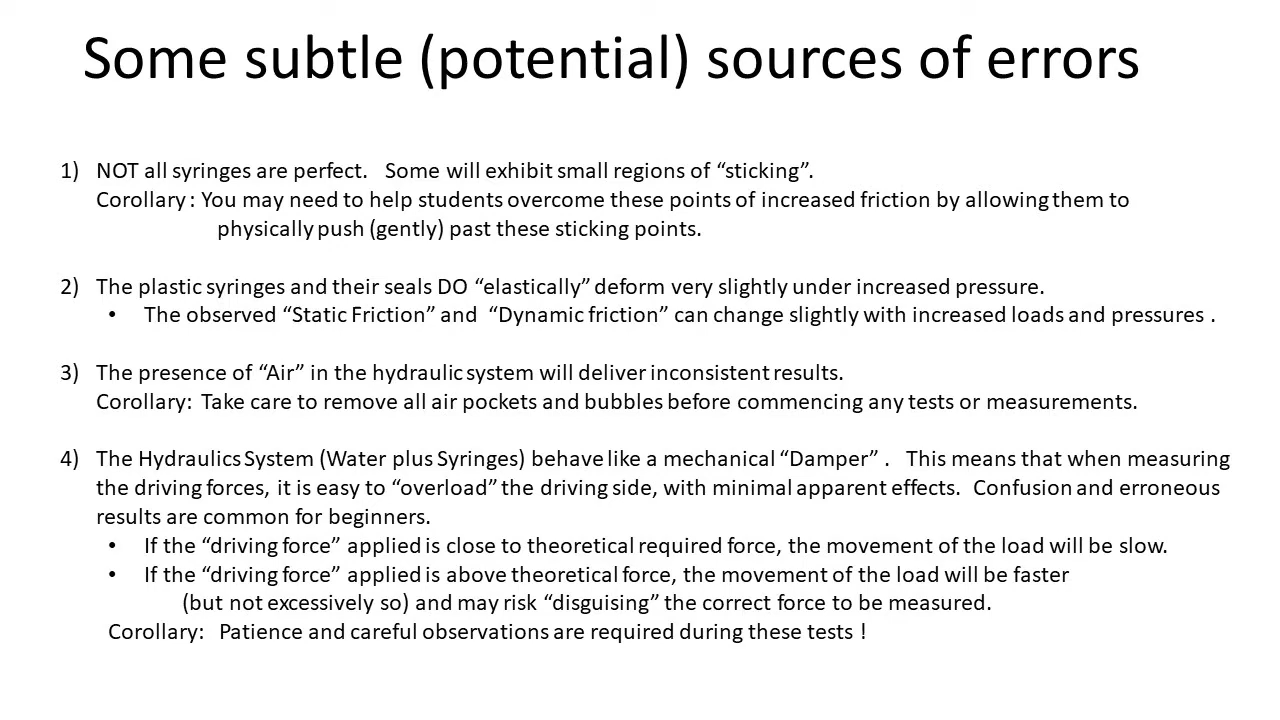 Some subtle (potential) sources of errors
1) NOT all syringes are perfect. Some will exhibit small regions of “sticking”.
Corollary : You may need to help students overcome these points of increased friction by allowing them to
physically push (gently) past these sticking points.
2) The plastic syringes and their seals DO “elastically” deform very slightly under increased pressure.
• The observed “Static Friction” and “Dynamic friction” can change slightly with increased loads and pressures .
3) The presence of “Air” in the hydraulic system will deliver inconsistent results.
Corollary: Take care to remove all air pockets and bubbles before commencing any tests or measurements.
4) The Hydraulics System (Water plus Syringes) behave like a mechanical “Damper” . This means that when measuring
the driving forces, it is easy to “overload” the driving side, with minimal apparent effects. Confusion and erroneous
results are common for beginners.
• If the “driving force” applied is close to theoretical required force, the movement of the load will be slow.
• If the “driving force” applied is above theoretical force, the movement of the load will be faster
(but not excessively so) and may risk “disguising” the correct force to be measured.
Corollary: Patience and careful observations are required during these tests !